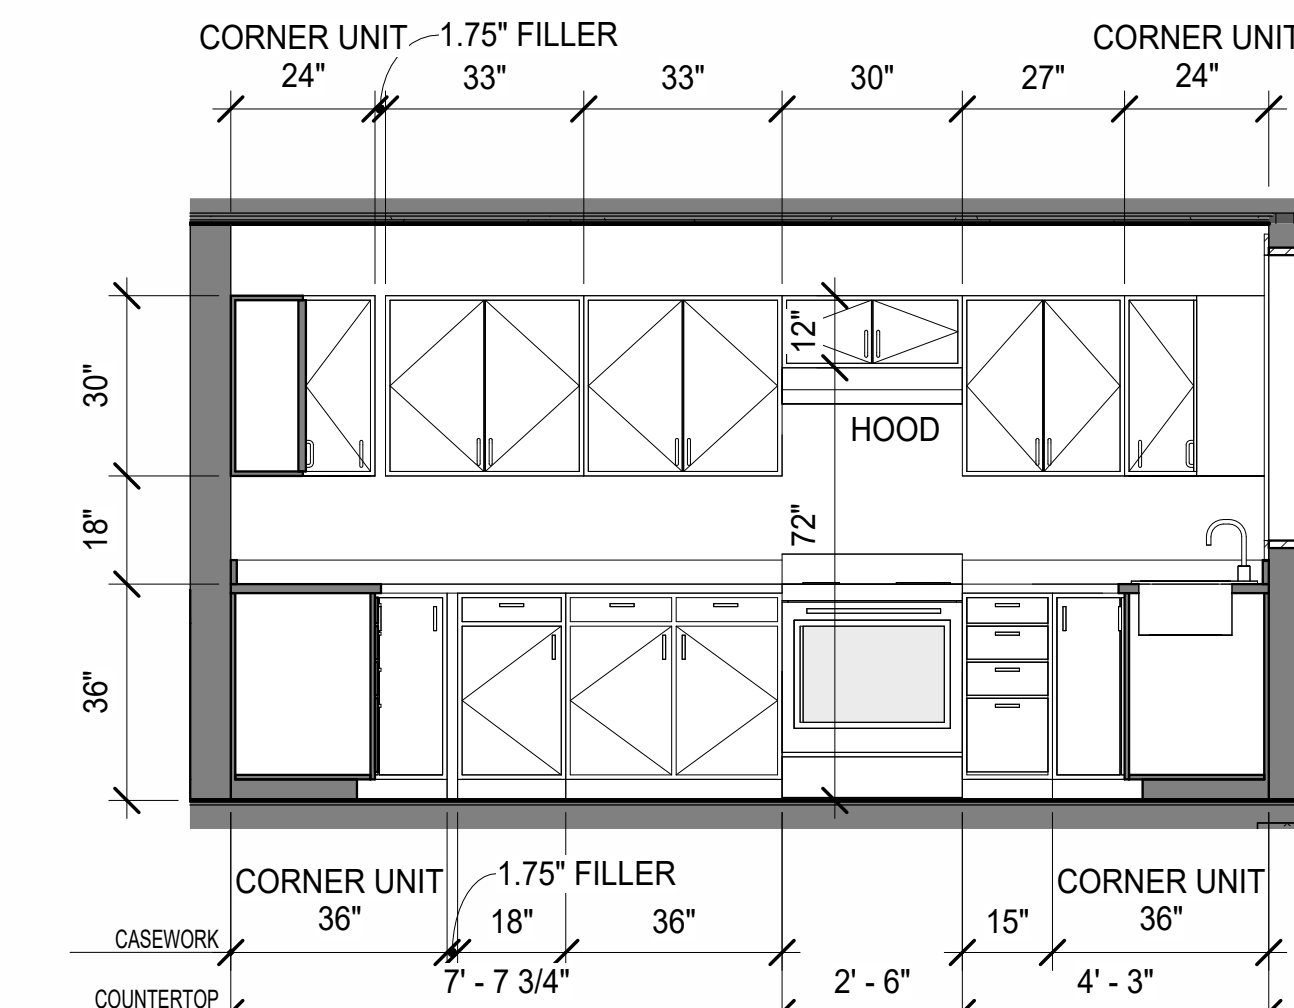 CORNER UNIT
1.75" FILLER
CORNER UNIT
24"
33"
33"
30"
27"
24"
30"
12"
HOOD
18"
72"
36"
CORNER UNIT
1.75" FILLER
CORNER UNIT
36"
18"
36"
15"
36"
CASEWORK
7' - 7 3/4"
2' - 6"
4' - 3"
COUNTERTOP